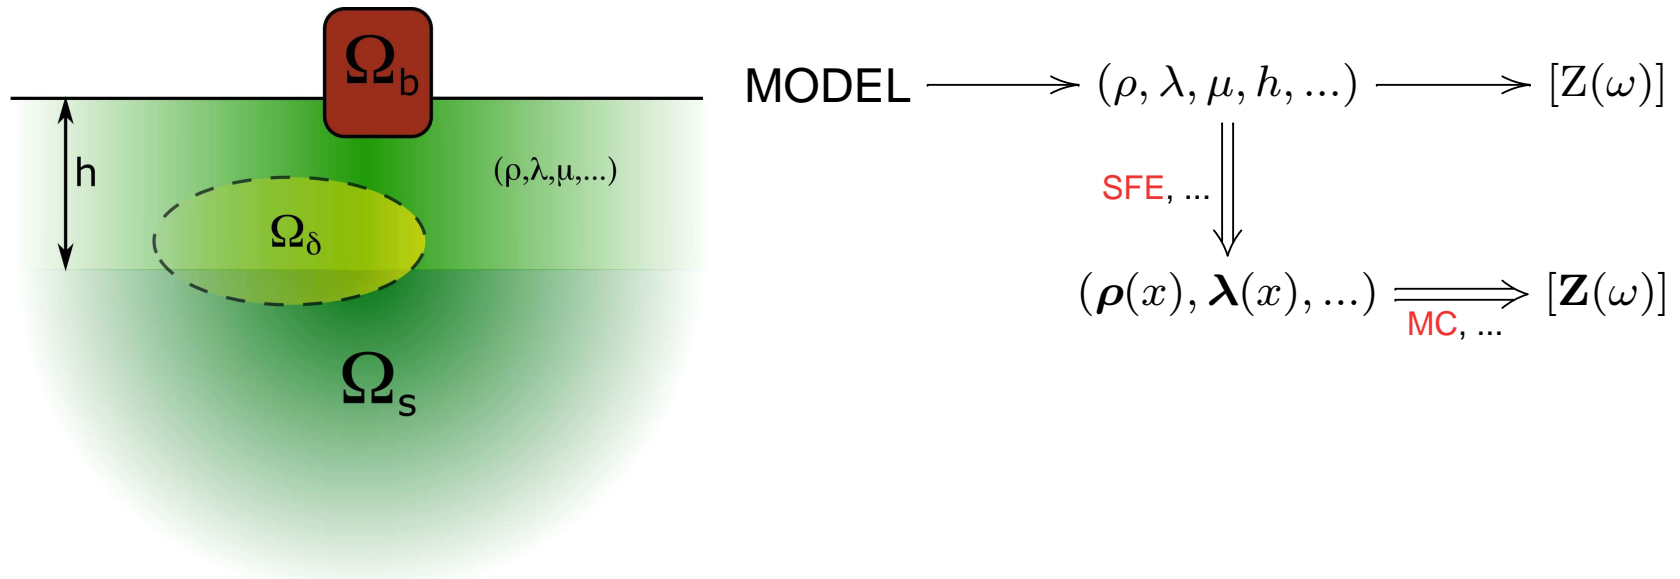 Ω_b
h
(ρ,λ,μ,...)
Ω_δ
Ω_s
MODEL ⟶ (ρ, λ, μ, h, ...) ⟶ [Z(ω)]
SFE, ...
(𝝆(x), 𝝀(x), ...) ⟹ [𝐙(ω)]
MC, ...